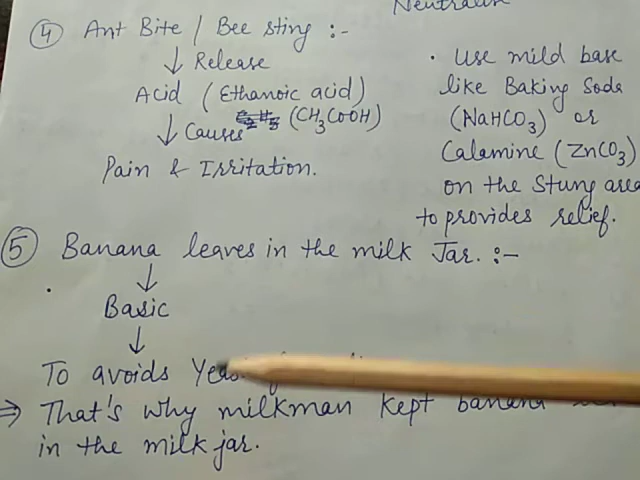 Neutralis
④ Ant Bite / Bee sting :-
↓ Release
Acid (Ethanoic acid)
(CH₃COOH)
↓ Causes
Pain & Irritation.
• Use mild base
like Baking Soda
(NaHCO₃) or
Calamine (ZnCO₃)
on the Stung area
to provides relief.
⑤ Banana leaves in the milk Jar. :-
↓
• Basic
↓
To avoids
⇒ That's why milkman kept banana
in the milk jar.